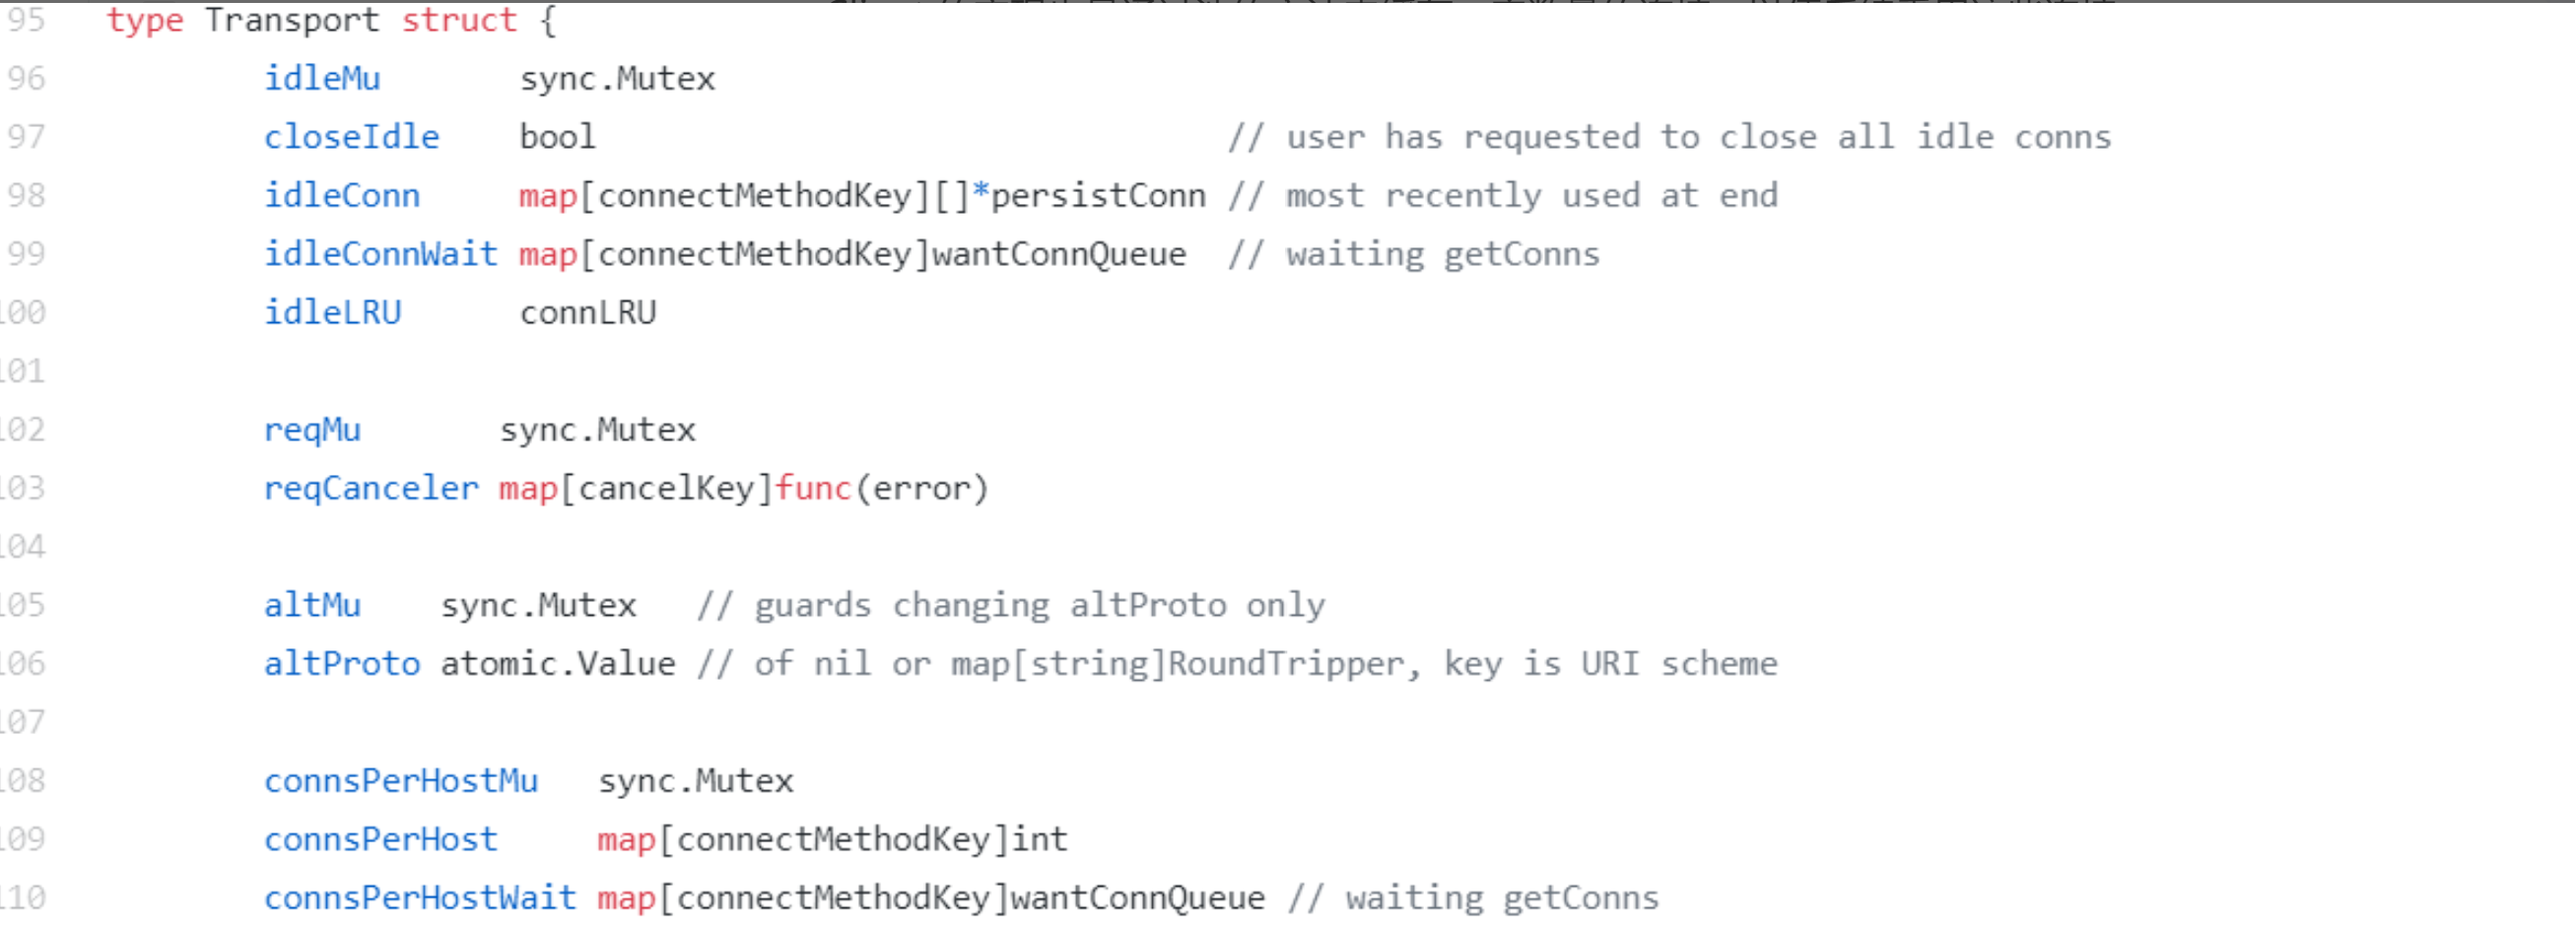 95 type Transport struct {
96 idleMu sync.Mutex
97 closeIdle bool // user has requested to close all idle conns
98 idleConn map[connectMethodKey][]*persistConn // most recently used at end
99 idleConnWait map[connectMethodKey]wantConnQueue // waiting getConns
100 idleLRU connLRU
101
102 reqMu sync.Mutex
103 reqCanceler map[cancelKey]func(error)
104
105 altMu sync.Mutex // guards changing altProto only
106 altProto atomic.Value // of nil or map[string]RoundTripper, key is URI scheme
107
108 connsPerHostMu sync.Mutex
109 connsPerHost map[connectMethodKey]int
110 connsPerHostWait map[connectMethodKey]wantConnQueue // waiting getConns